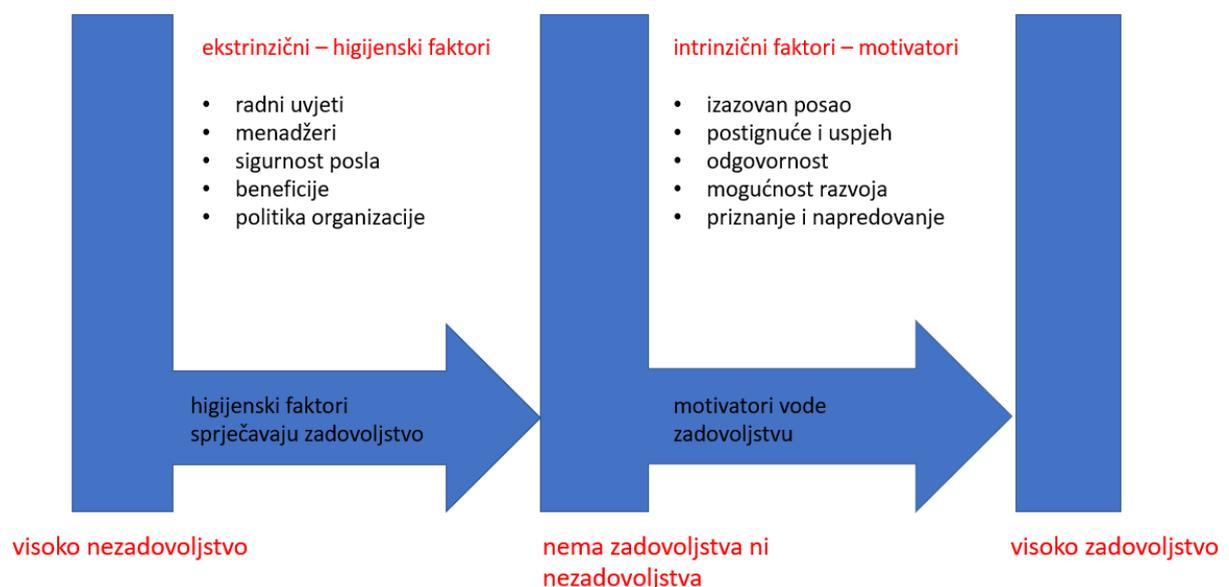 ekstrinzični – higijenski faktori
• radni uvjeti
• menadžeri
• sigurnost posla
• beneficije
• politika organizacije
higijenski faktori
sprječavaju zadovoljstvo
intrinzični faktori – motivatori
• izazovan posao
• postignuće i uspjeh
• odgovornost
• mogućnost razvoja
• priznanje i napredovanje
motivatori vode
zadovoljstvu
visoko nezadovoljstvo
nema zadovoljstva ni
nezadovoljstva
visoko zadovoljstvo